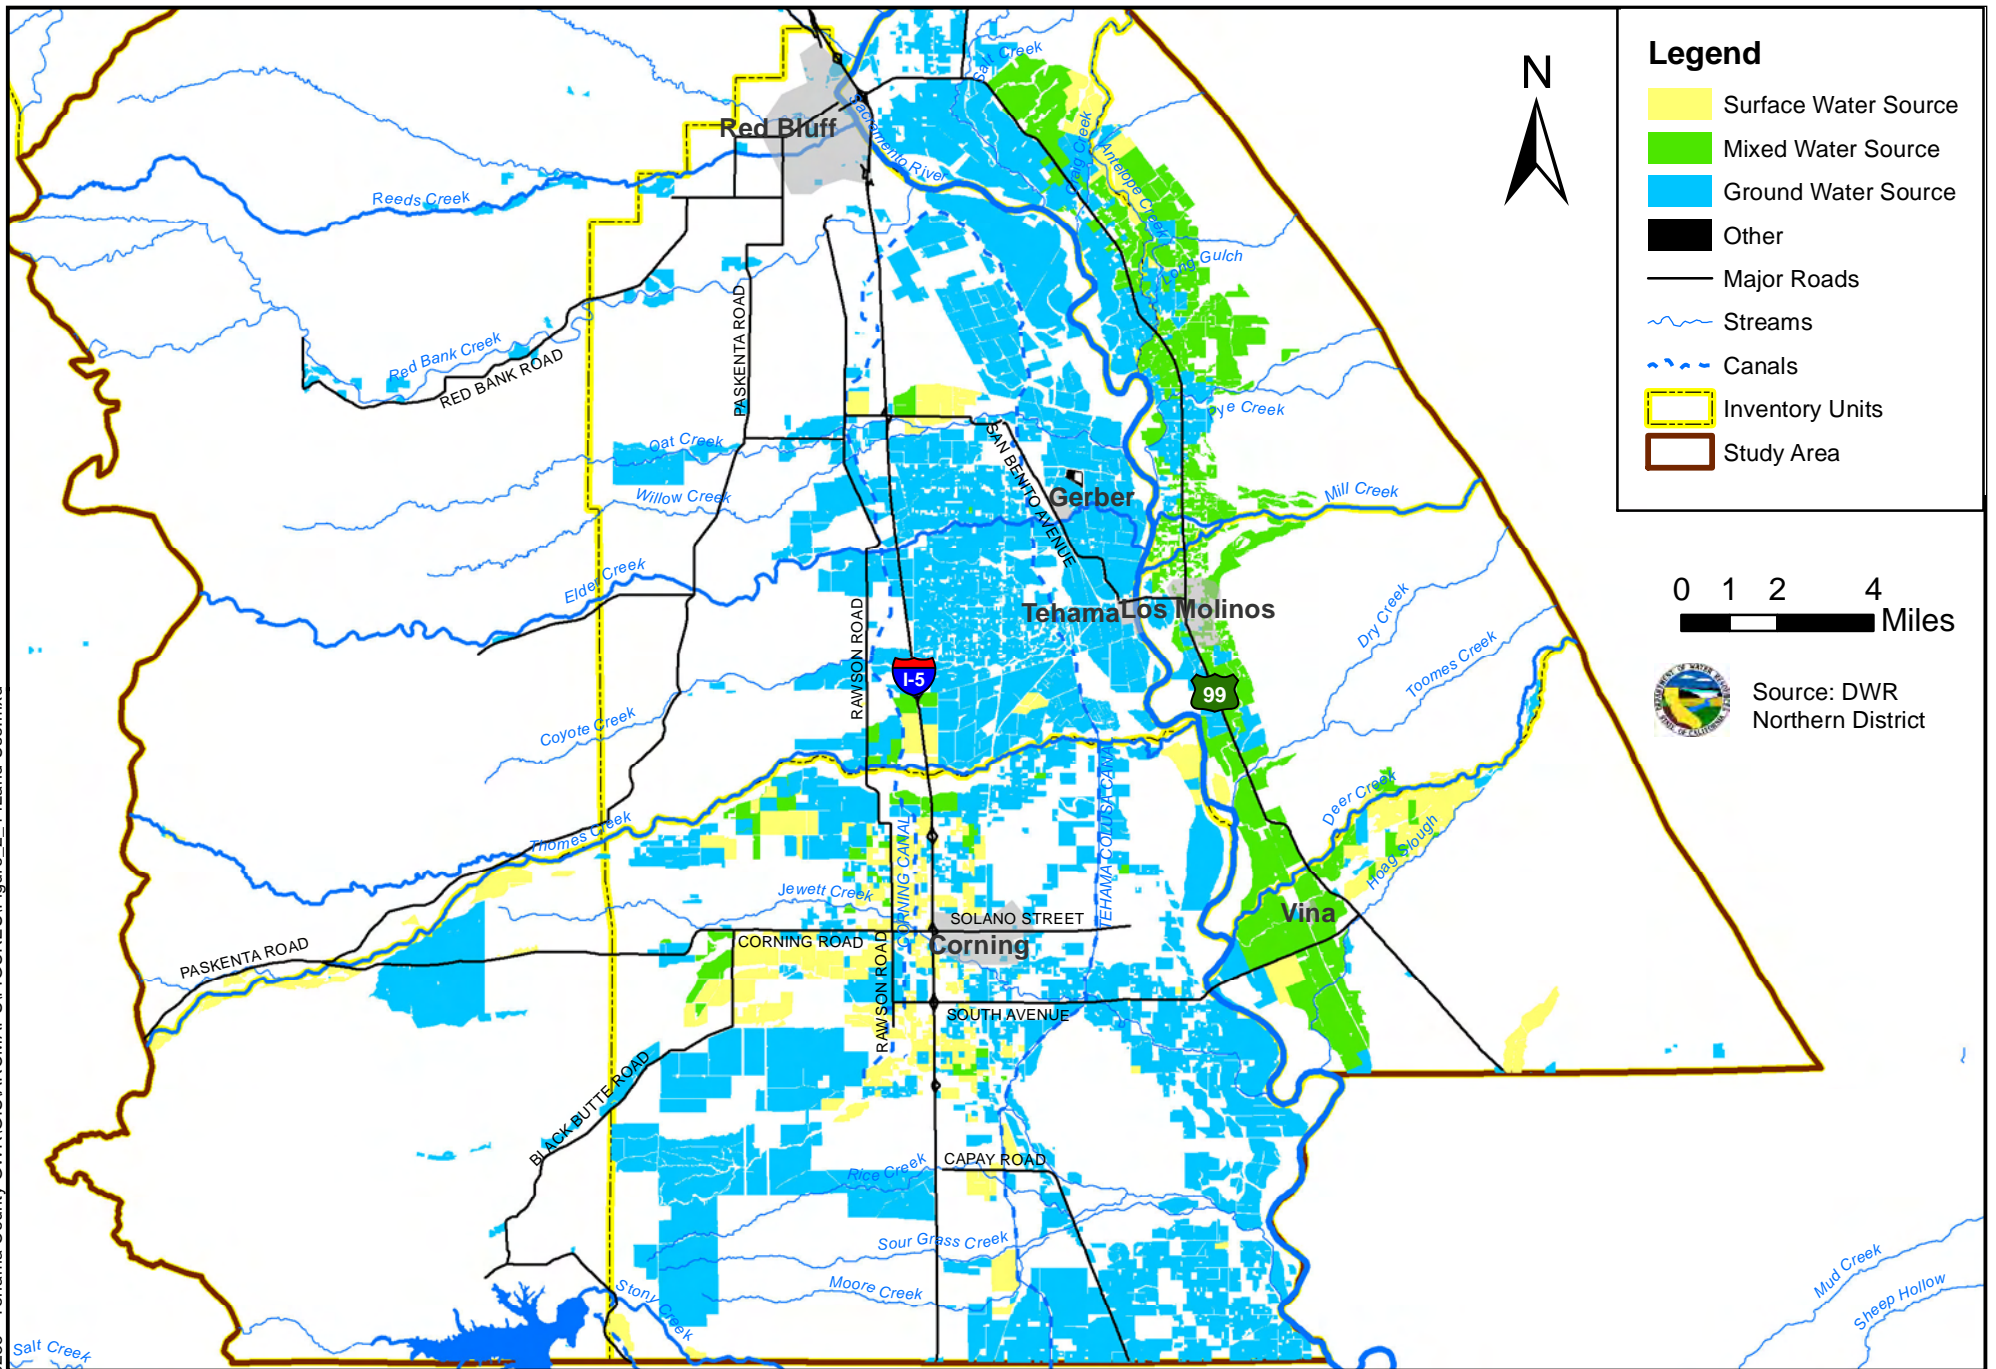 Legend
Surface Water Source
Mixed Water Source
Ground Water Source
Other
Major Roads
Streams
Canals
Inventory Units
Study Area
N
0 1 2 4
Miles
Source: DWR
Northern District
Salt Creek
Red Bluff
Sacramento River
Craig Creek
Antelope Creek
Reeds Creek
Long Gulch
PASKENTA ROAD
Red Bank Creek
RED BANK ROAD
Oat Creek
SAN BENITO AVENUE
Willow Creek
Gerber
Mill Creek
Elder Creek
RAWSON ROAD
Tehama
Los Molinos
Dry Creek
Toomes Creek
I-5
99
Coyote Creek
TEHAMA COLUSA CANAL
Deer Creek
Hoag Slough
Thomes Creek
CORNING CANAL
Jewett Creek
Vina
SOLANO STREET
CORNING ROAD
Corning
PASKENTA ROAD
RAWSON ROAD
SOUTH AVENUE
BLACK BUTTE ROAD
CAPAY ROAD
Rice Creek
Sour Grass Creek
Moore Creek
Stony Creek
Mud Creek
Sheep Hollow
Salt Creek